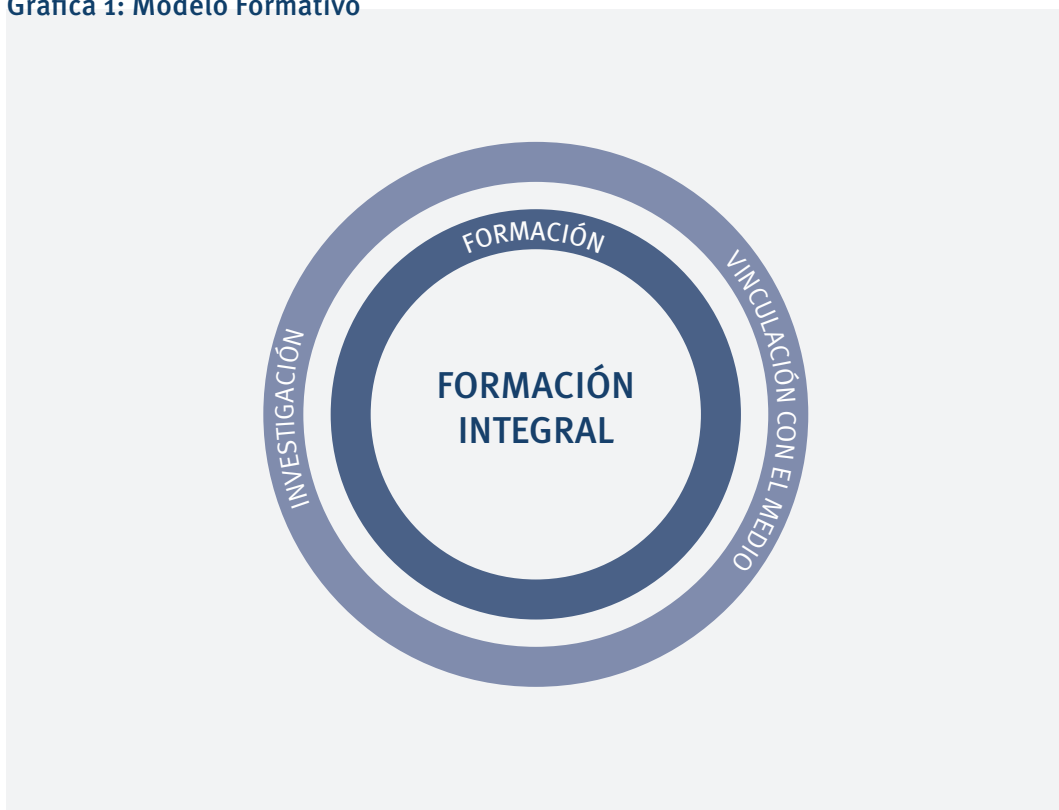 Gráfica 1: Modelo Formativo
FORMACIÓN
FORMACIÓN
INTEGRAL
INVESTIGACIÓN
VINCULACIÓN CON EL MEDIO